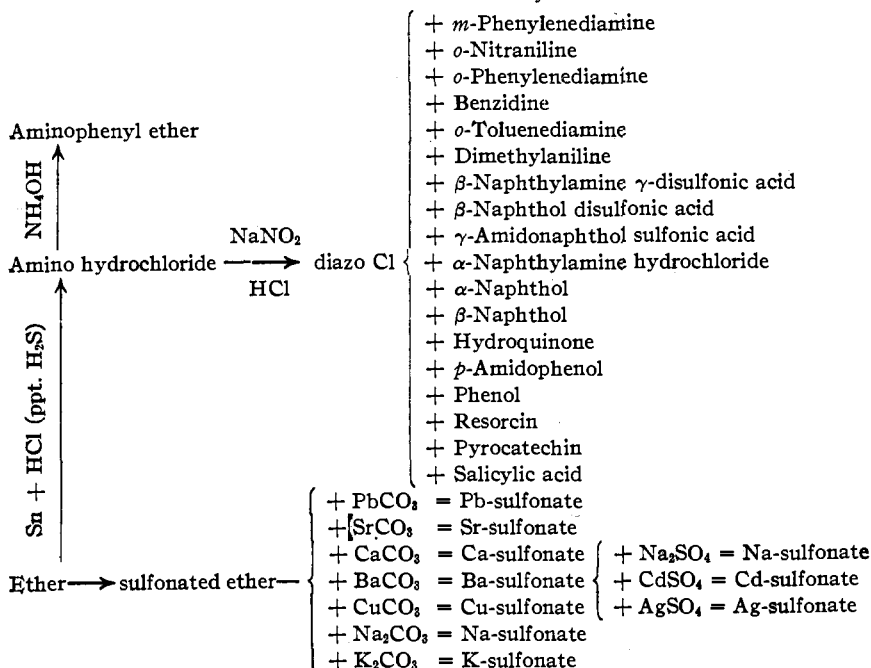 + m-Phenylenediamine
+ o-Nitraniline
+ o-Phenylenediamine
+ Benzidine
Aminophenyl ether
+ o-Toluenediamine
+ Dimethylaniline
NH₄OH
+ β-Naphthylamine γ-disulfonic acid
+ β-Naphthol disulfonic acid
NaNO₂
+ γ-Amidonaphthol sulfonic acid
Amino hydrochloride ⟶ diazo Cl { + α-Naphthylamine hydrochloride
HCl
+ α-Naphthol
+ β-Naphthol
+ Hydroquinone
+ p-Amidophenol
+ Phenol
+ Resorcin
+ Pyrocatechin
+ Salicylic acid
Sn + HCl (ppt. H₂S)
+ PbCO₃ = Pb-sulfonate
+ SrCO₃ = Sr-sulfonate
+ CaCO₃ = Ca-sulfonate { + Na₂SO₄ = Na-sulfonate
Ether ⟶ sulfonated ether — { + BaCO₃ = Ba-sulfonate { + CdSO₄ = Cd-sulfonate
+ CuCO₃ = Cu-sulfonate { + AgSO₄ = Ag-sulfonate
+ Na₂CO₃ = Na-sulfonate
+ K₂CO₃ = K-sulfonate